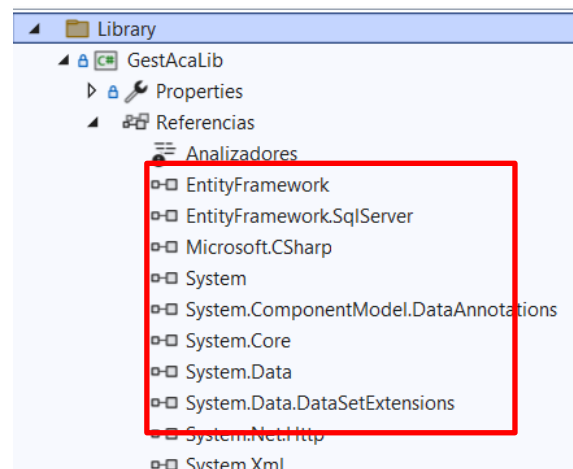 Library
C# GestAcaLib
Properties
Referencias
Analizadores
EntityFramework
EntityFramework.SqlServer
Microsoft.CSharp
System
System.ComponentModel.DataAnnotations
System.Core
System.Data
System.Data.DataSetExtensions
System.Net.Http
System.Xml